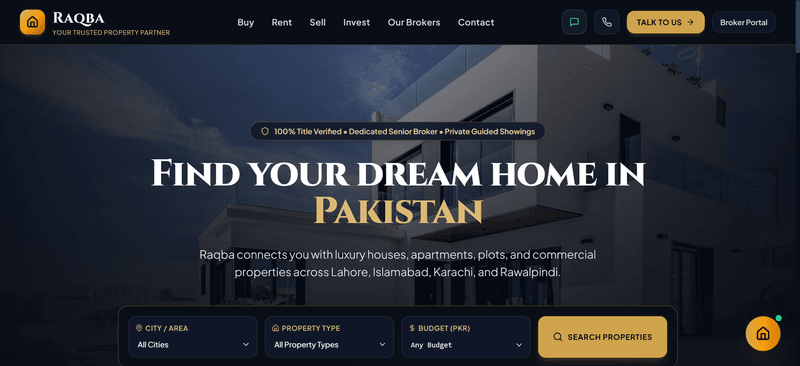 Raqba
YOUR TRUSTED PROPERTY PARTNER
Buy Rent Sell Invest Our Brokers Contact
TALK TO US →
Broker Portal
100% Title Verified • Dedicated Senior Broker • Private Guided Showings
Find your dream home in
Pakistan
Raqba connects you with luxury houses, apartments, plots, and commercial
properties across Lahore, Islamabad, Karachi, and Rawalpindi.
CITY / AREA
All Cities
PROPERTY TYPE
All Property Types
$ BUDGET (PKR)
Any Budget
SEARCH PROPERTIES